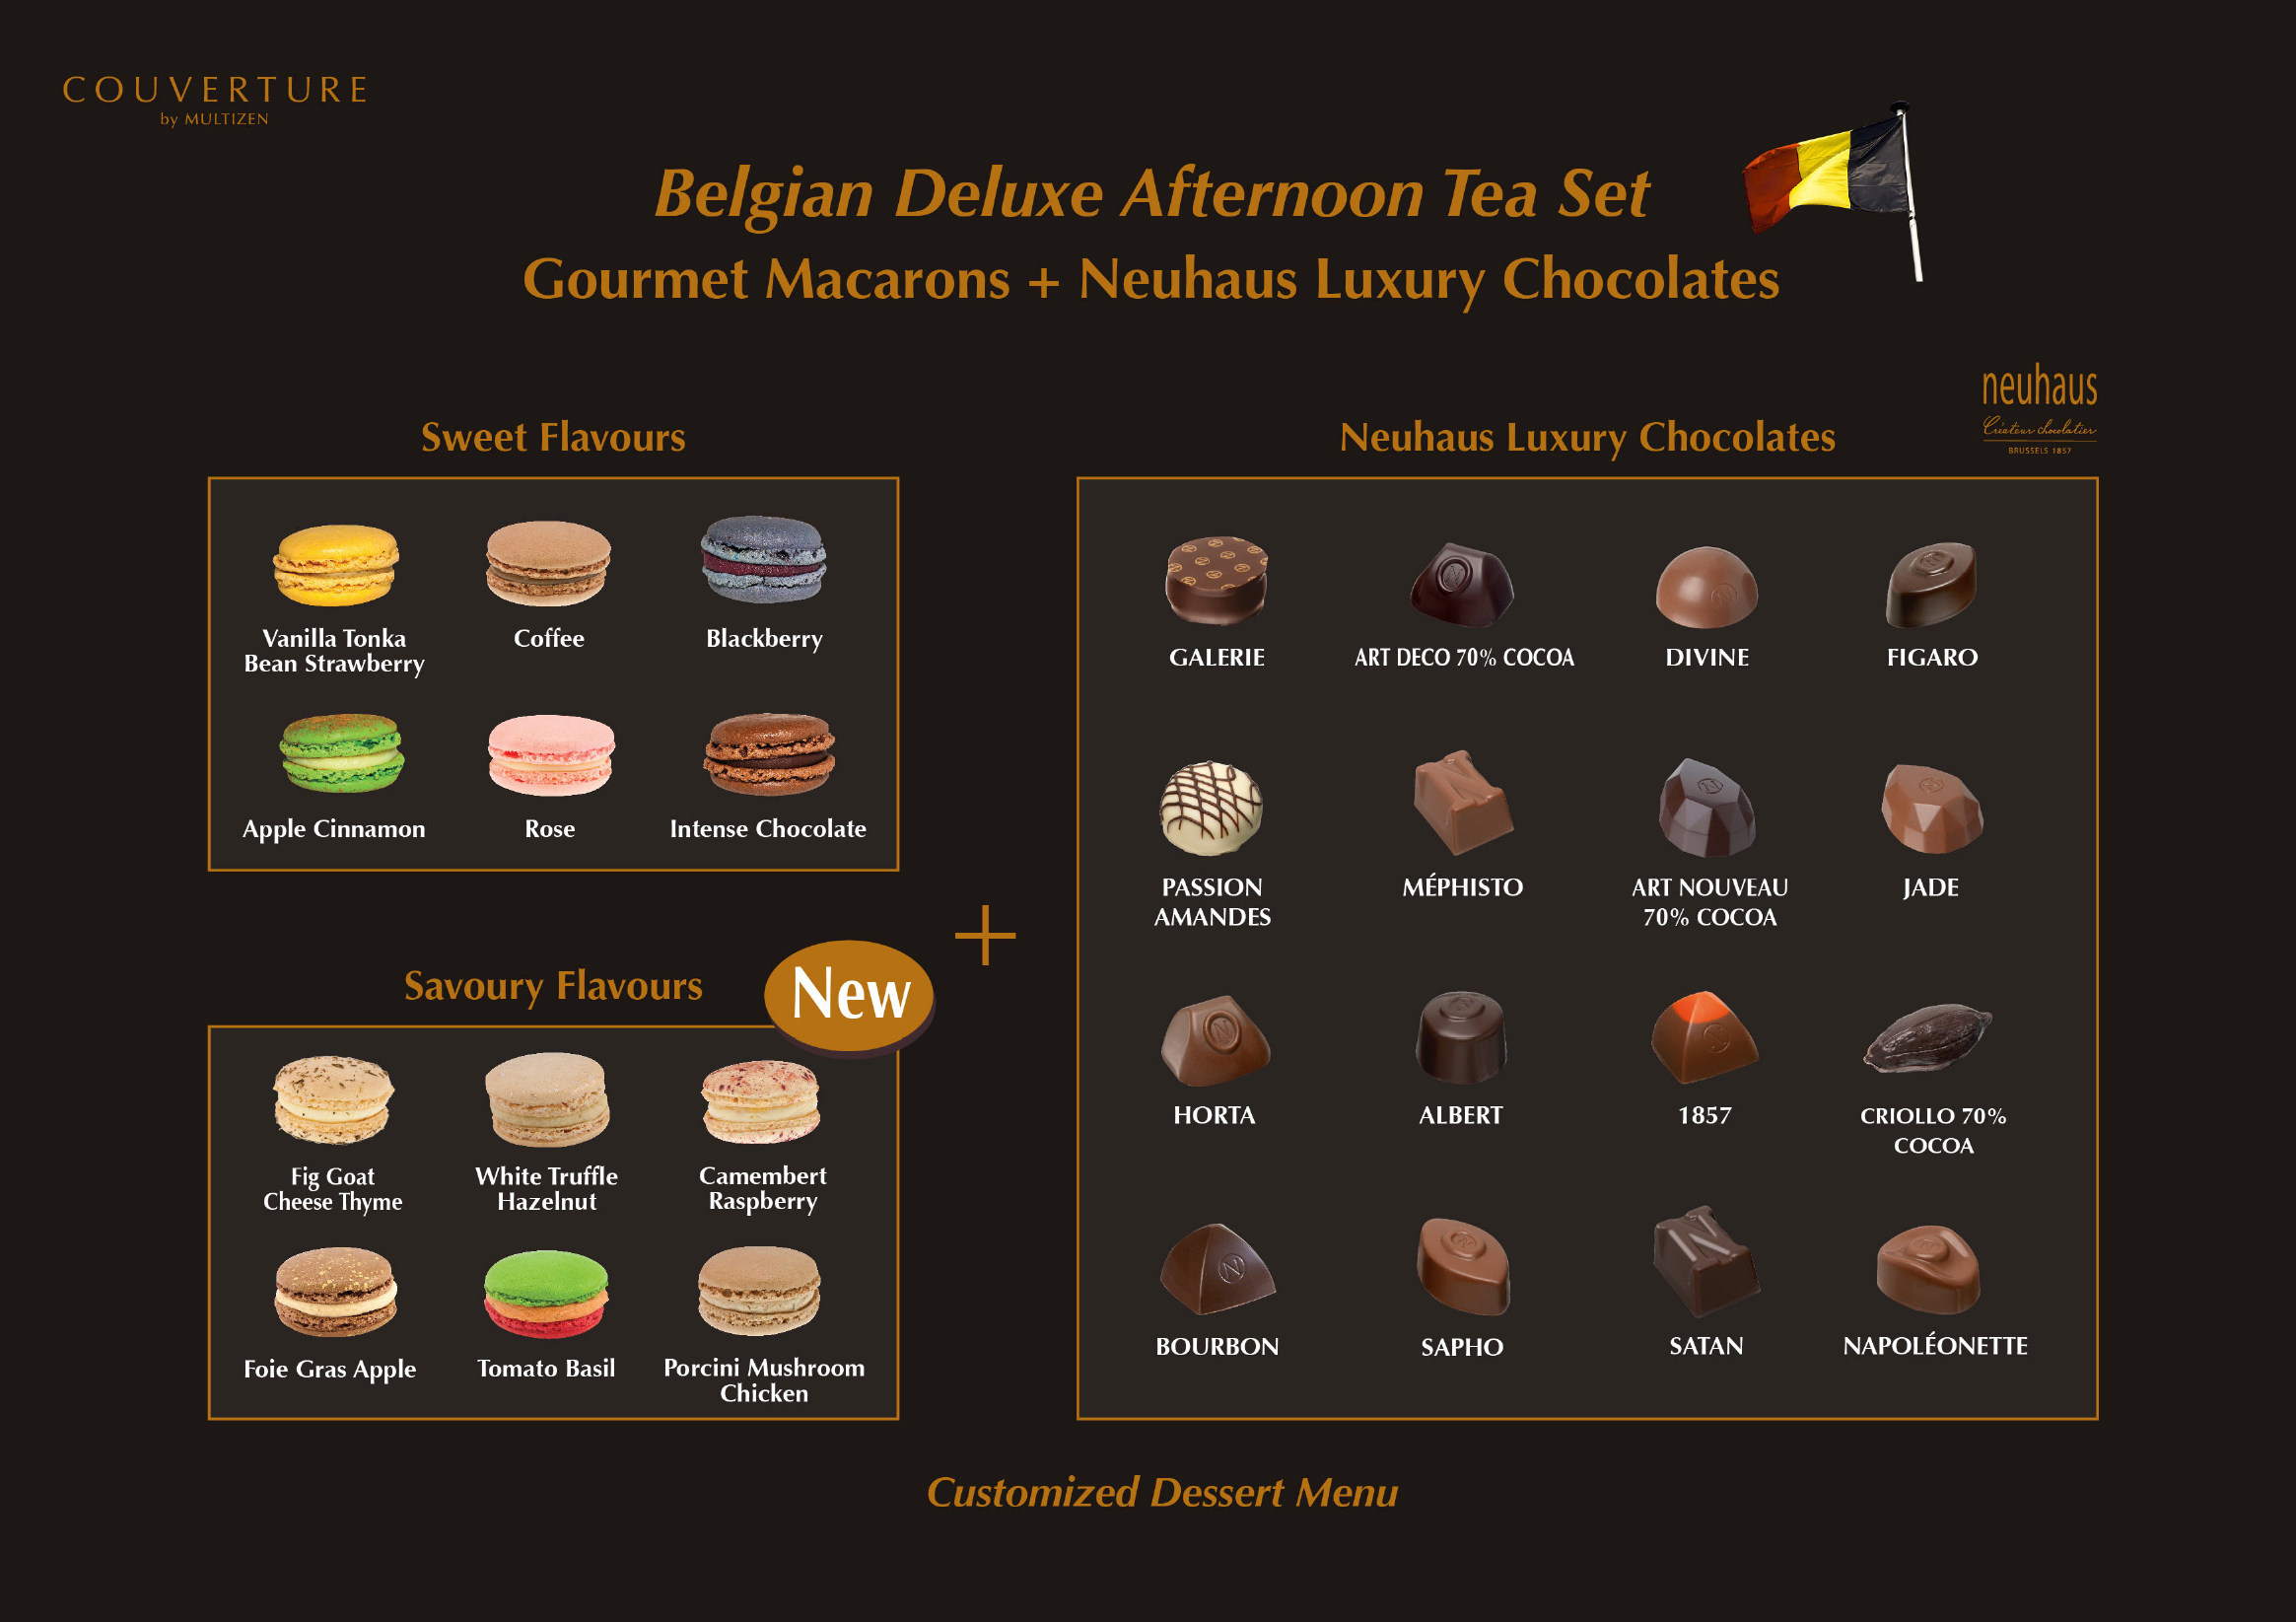 COUVERTURE
by MULTIZEN
Belgian Deluxe Afternoon Tea Set
Gourmet Macarons + Neuhaus Luxury Chocolates
Sweet Flavours
Vanilla Tonka
Bean Strawberry
Coffee
Blackberry
Apple Cinnamon
Rose
Intense Chocolate
Savoury Flavours
New
Fig Goat
Cheese Thyme
White Truffle
Hazelnut
Camembert
Raspberry
Foie Gras Apple
Tomato Basil
Porcini Mushroom
Chicken
+
Neuhaus Luxury Chocolates
neuhaus
Créateur chocolatier
BRUSSELS 1857
GALERIE
ART DECO 70% COCOA
DIVINE
FIGARO
PASSION
AMANDES
MÉPHISTO
ART NOUVEAU
70% COCOA
JADE
HORTA
ALBERT
1857
CRIOLLO 70%
COCOA
BOURBON
SAPHO
SATAN
NAPOLÉONETTE
Customized Dessert Menu